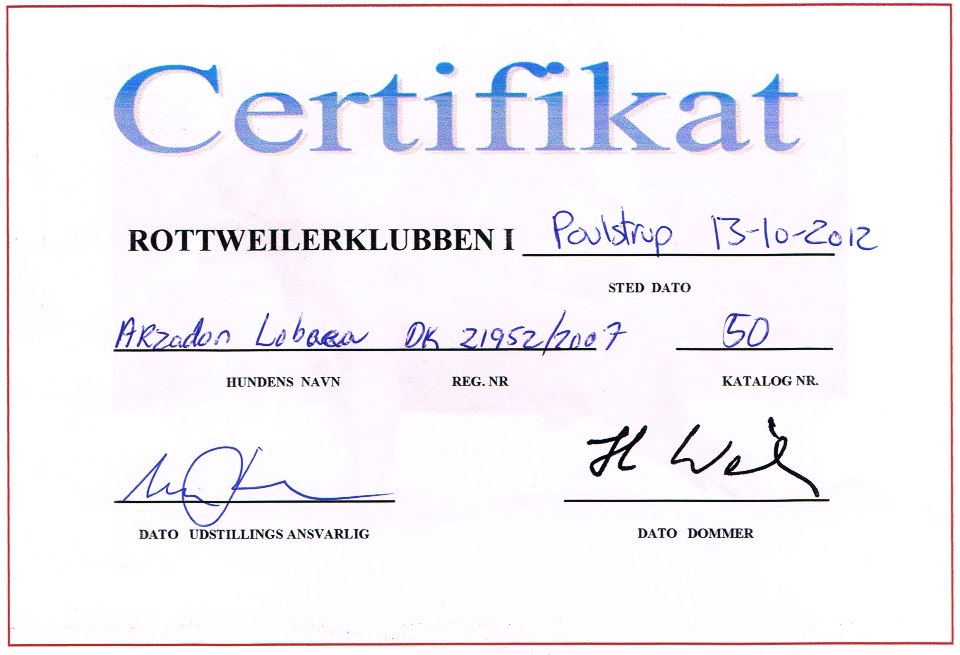 Certifikat
ROTTWEILERKLUBBEN I Poulstrup 13-10-2012
STED DATO
ARzadon DK 21952/2007 50
HUNDENS NAVN REG. NR KATALOG NR.
DATO UDSTILLINGS ANSVARLIG DATO DOMMER